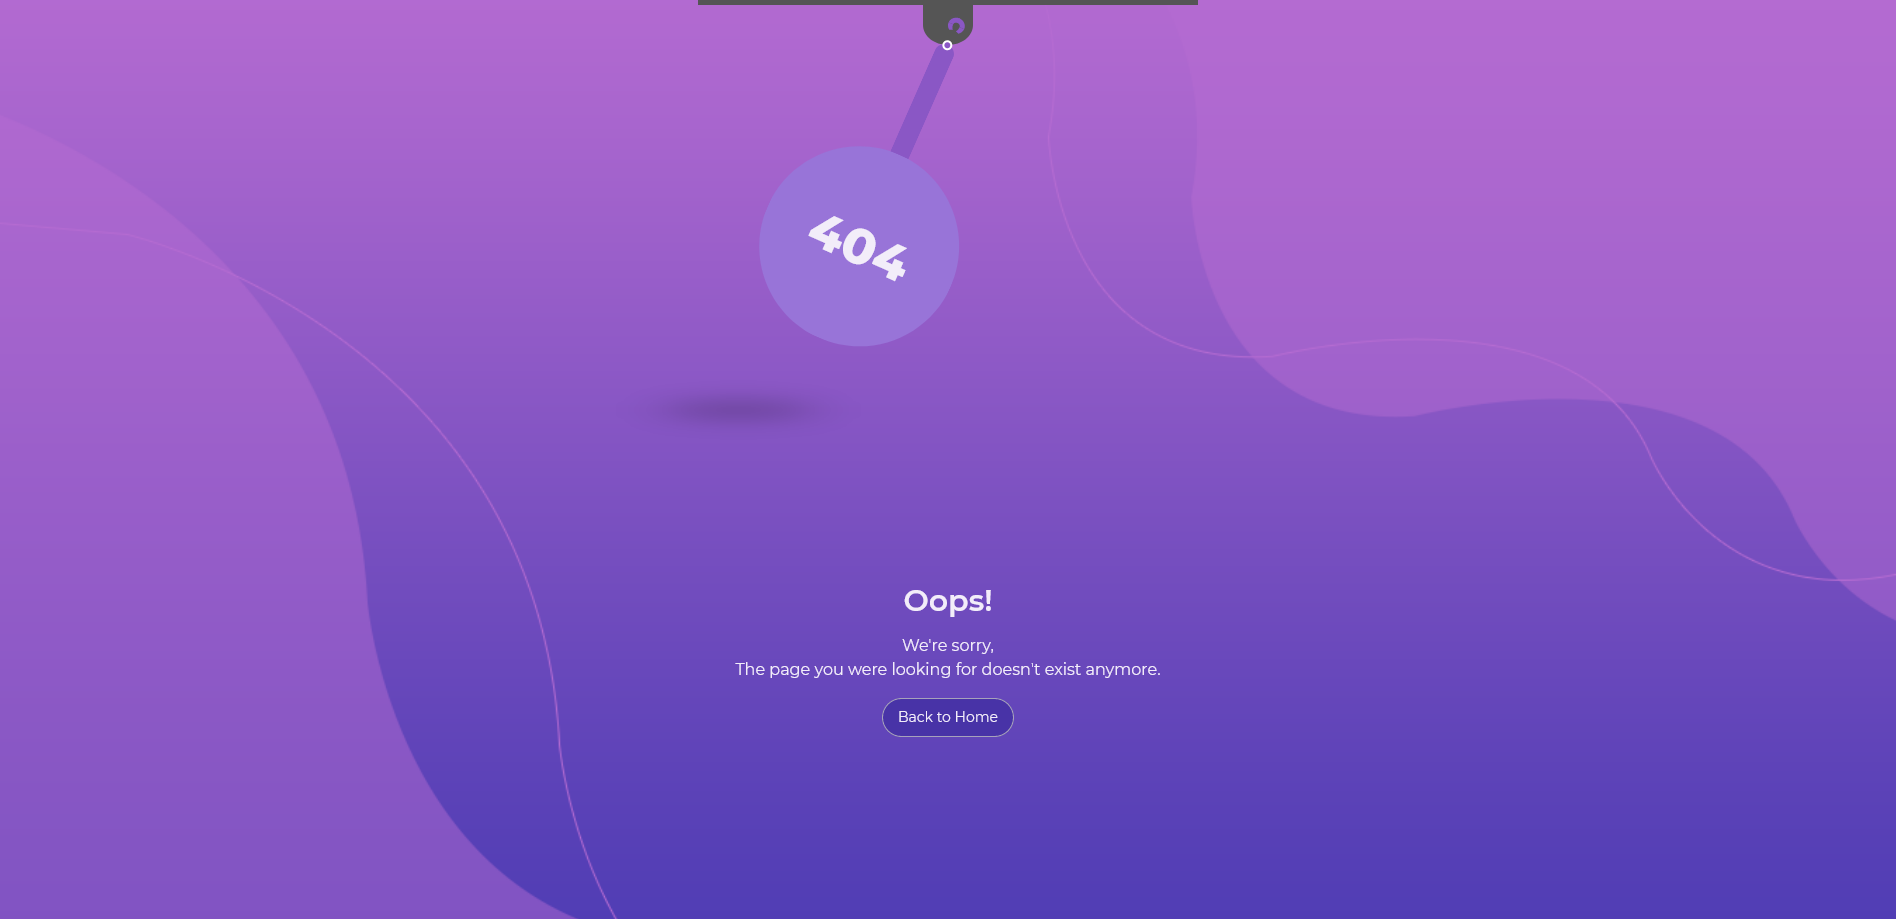 404
Oops!
We're sorry,
The page you were looking for doesn't exist anymore.
Back to Home